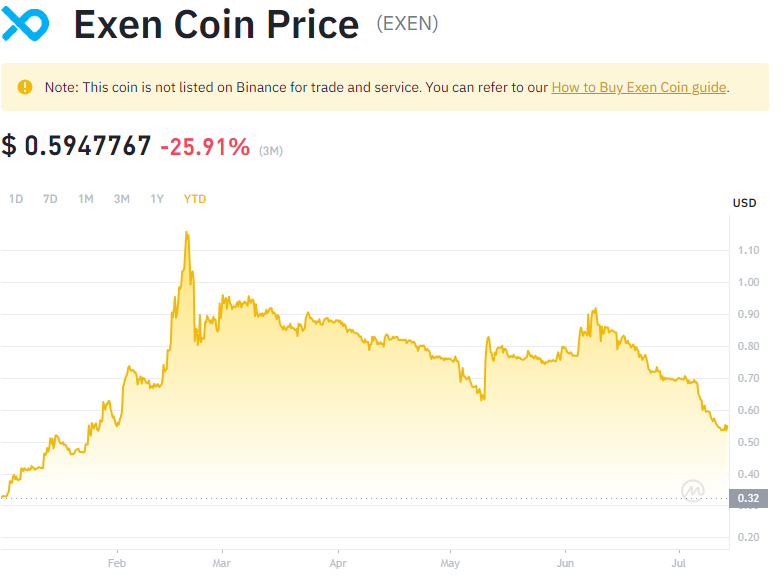 Exen Coin Price (EXEN)
Note: This coin is not listed on Binance for trade and service. You can refer to our How to Buy Exen Coin guide.
$ 0.5947767 -25.91% (3M)
1D 7D 1M 3M 1Y YTD
USD
1.10
1.00
0.90
0.80
0.70
0.60
0.50
0.40
0.32
0.20
Feb Mar Apr May Jun Jul